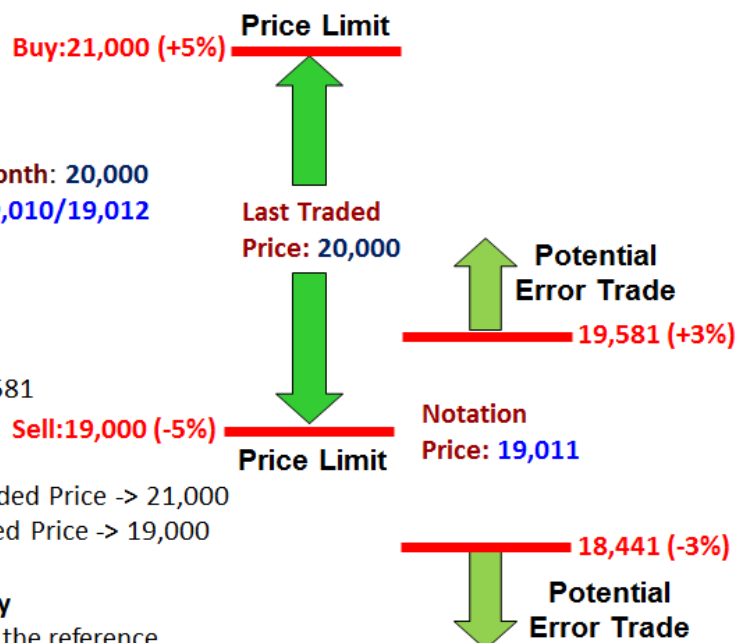 Price Limit
Buy:21,000 (+5%)
onth: 20,000
,010/19,012
Last Traded
Price: 20,000
Potential
Error Trade
19,581 (+3%)
581
Sell:19,000 (-5%)
Price Limit
Notation
Price: 19,011
ded Price -> 21,000
ed Price -> 19,000
18,441 (-3%)
Potential
Error Trade
y
the reference